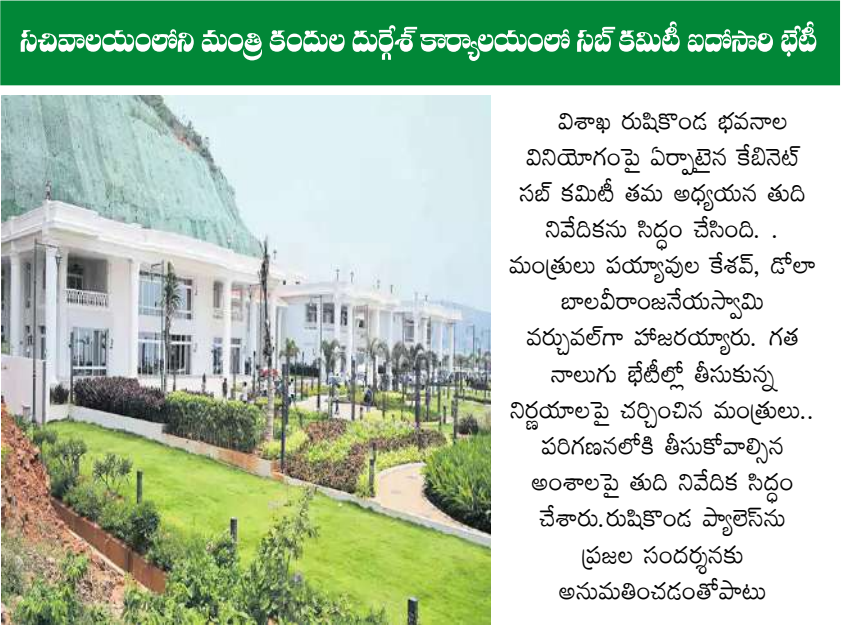 సచివాలయంలోని మంత్రి కందుల దుర్గేశ్ కార్యాలయంలో సబ్ కమిటీ ఐదోసారి భేటీ
విశాఖ రుషికొండ భవనాల
వినియోగంపై ఏర్పాటైన కేబినెట్
సబ్ కమిటీ తమ అధ్యయన తుది
నివేదికను సిద్ధం చేసింది. .
మంత్రులు పయ్యావుల కేశవ్, డోలా
బాలవీరాంజనేయస్వామి
వర్చువల్‌గా హాజరయ్యారు. గత
నాలుగు భేటీల్లో తీసుకున్న
నిర్ణయాలపై చర్చించిన మంత్రులు..
పరిగణనలోకి తీసుకోవాల్సిన
అంశాలపై తుది నివేదిక సిద్ధం
చేశారు.రుషికొండ ప్యాలెస్‌ను
ప్రజల సందర్శనకు
అనుమతించడంతోపాటు